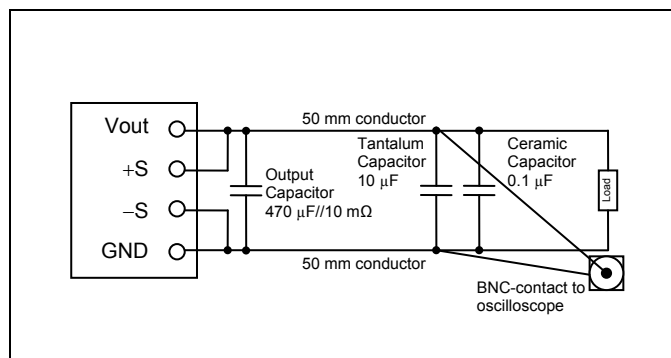 Vout
+S
−S
GND
50 mm conductor
Output
Capacitor
470 µF//10 mΩ
Tantalum
Capacitor
10 µF
Ceramic
Capacitor
0.1 µF
Load
50 mm conductor
BNC-contact to
oscilloscope